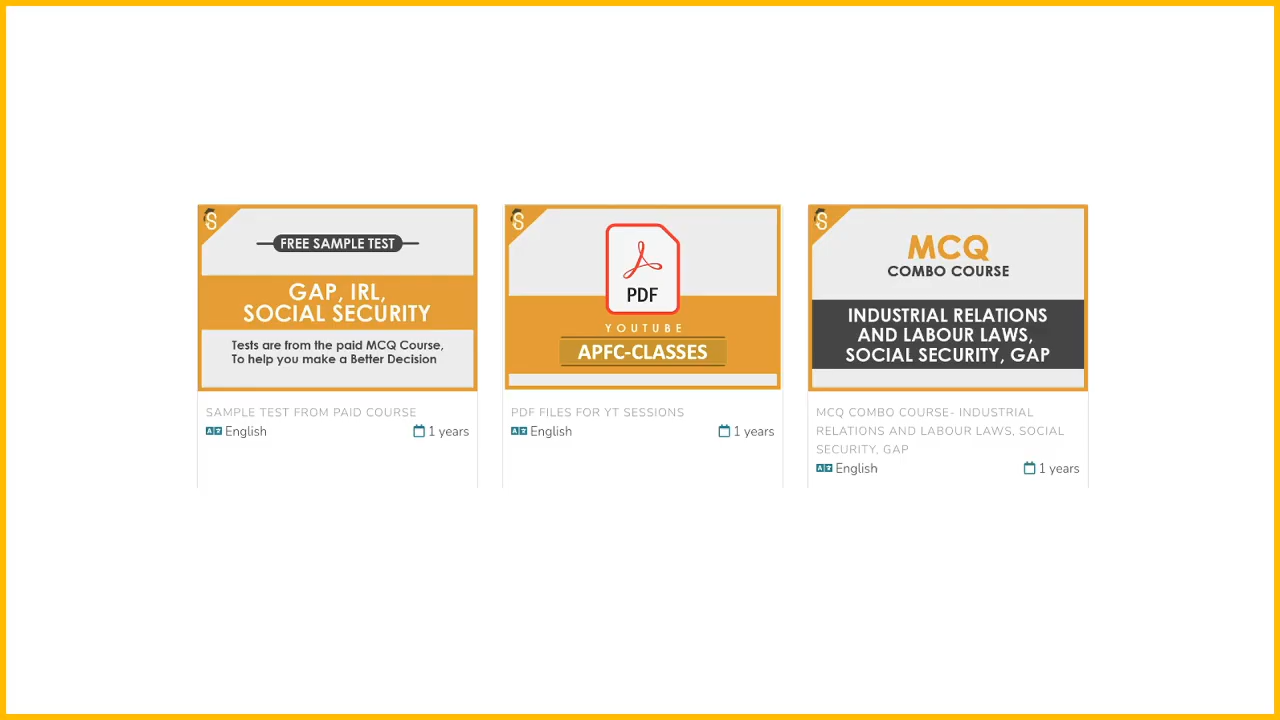 FREE SAMPLE TEST
GAP, IRL,
SOCIAL SECURITY
Tests are from the paid MCQ Course,
To help you make a Better Decision
SAMPLE TEST FROM PAID COURSE
English 1 years
PDF
YOUTUBE
APFC-CLASSES
PDF FILES FOR YT SESSIONS
English 1 years
MCQ
COMBO COURSE
INDUSTRIAL RELATIONS
AND LABOUR LAWS,
SOCIAL SECURITY, GAP
MCQ COMBO COURSE- INDUSTRIAL
RELATIONS AND LABOUR LAWS, SOCIAL
SECURITY, GAP
English 1 years